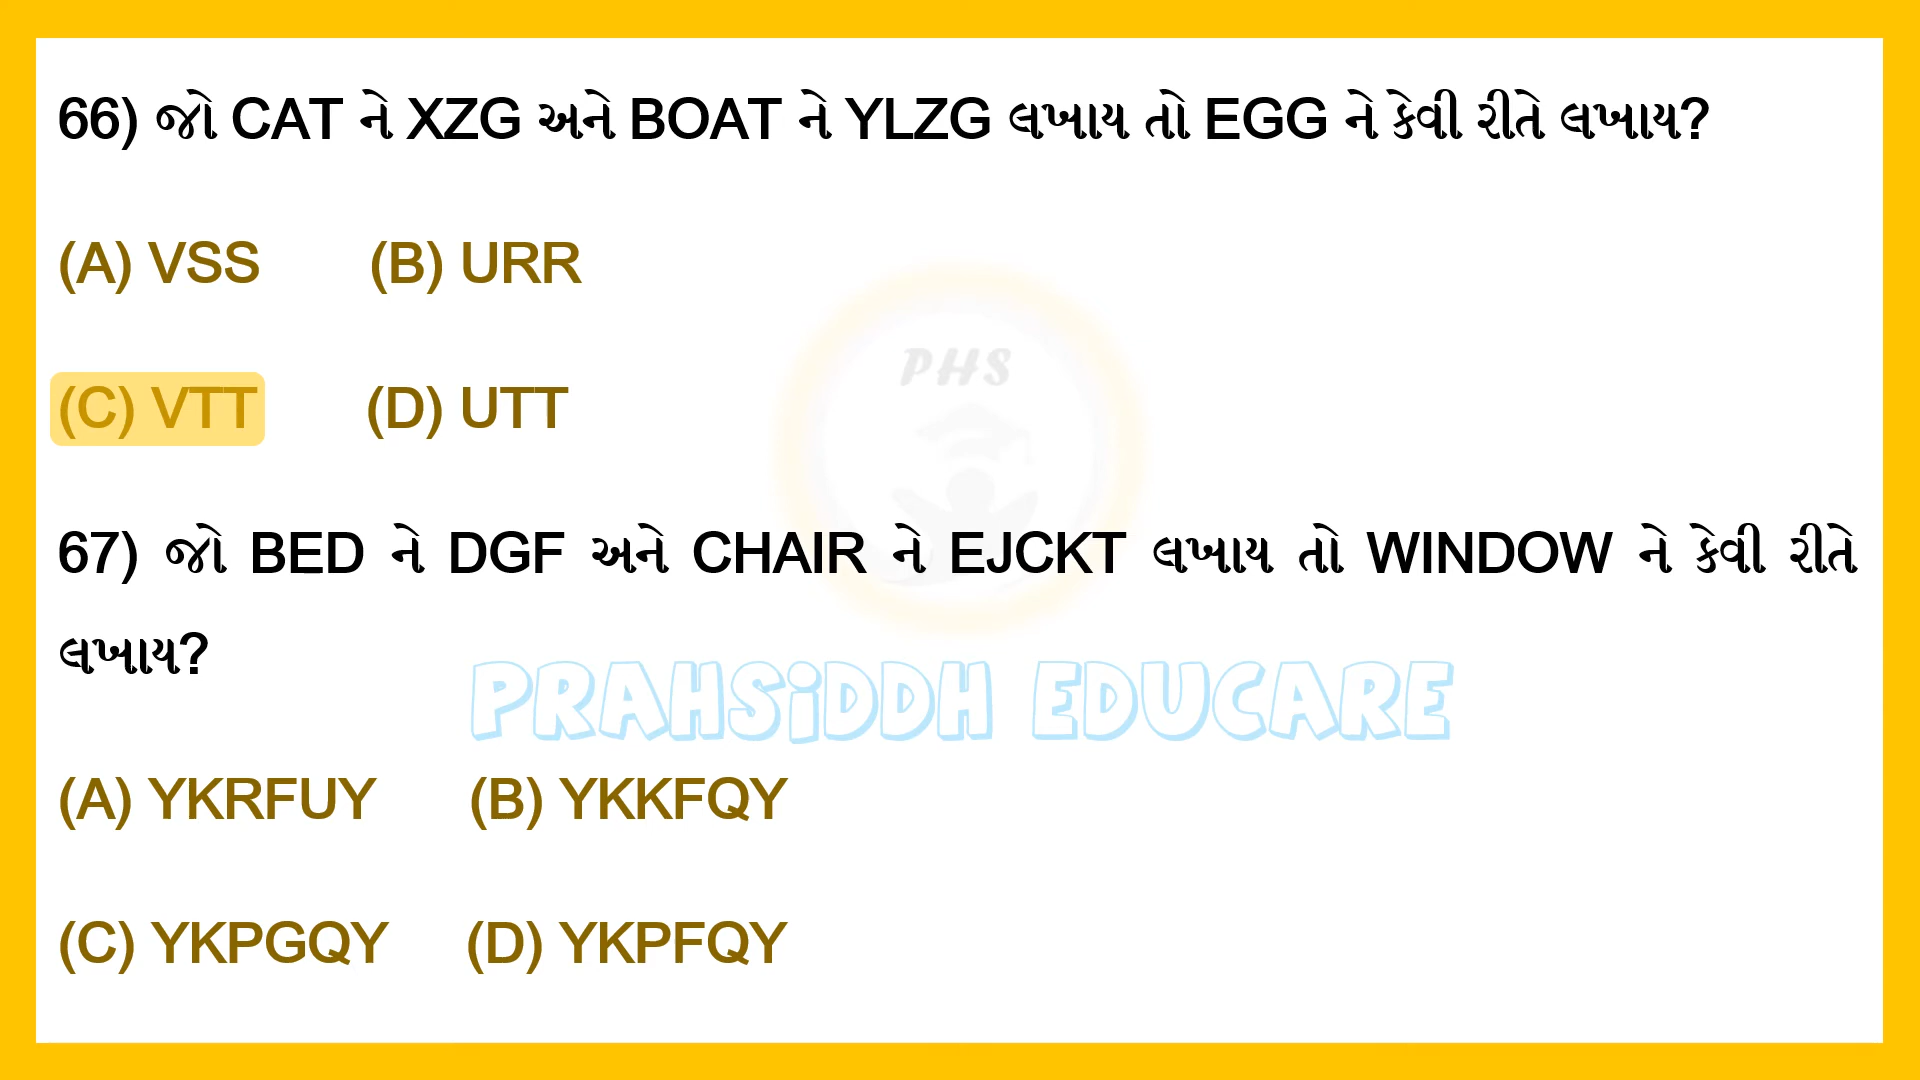 66) જો CAT ને XZG અને BOAT ને YLZG લખાય તો EGG ને કેવી રીતે લખાય?
(A) VSS (B) URR
(C) VTT (D) UTT
PHS
67) જો BED ને DGF અને CHAIR ને EJCKT લખાય તો WINDOW ને કેવી રીતે
લખાય?
PRAHSiDDH EDUCARE
(A) YKRFUY (B) YKKFQY
(C) YKPGQY (D) YKPFQY